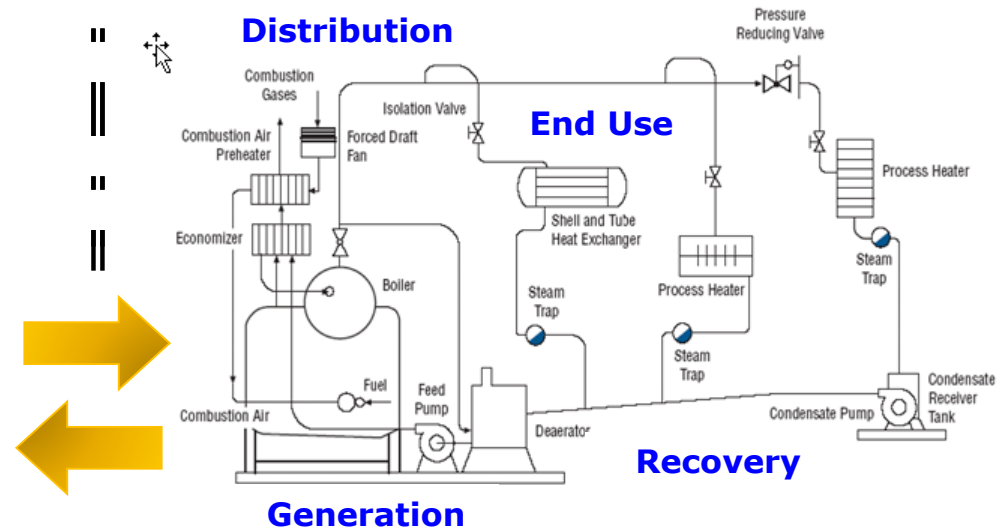 Distribution
Pressure
Reducing Valve
Combustion
Gases
Isolation Valve
End Use
Combustion Air
Preheater
Forced Draft
Fan
Process Heater
Economizer
Shell and Tube
Heat Exchanger
Steam
Trap
Boiler
Steam
Trap
Process Heater
Steam
Trap
Fuel
Feed
Pump
Combustion Air
Condensate
Receiver
Tank
Condensate Pump
Deaerator
Recovery
Generation